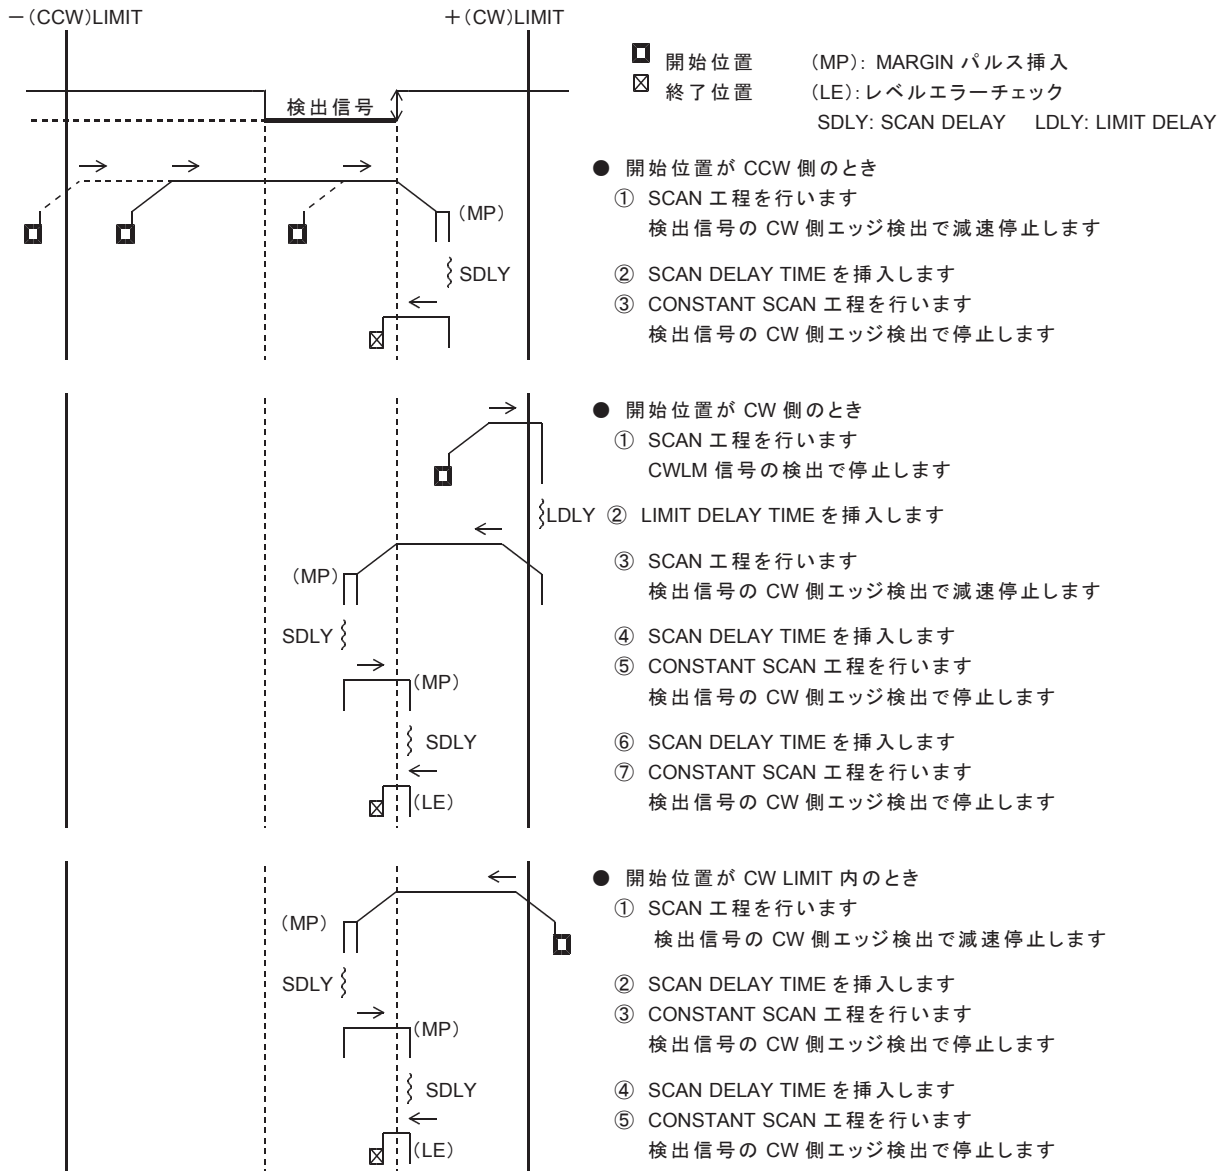 －(CCW)LIMIT
＋(CW)LIMIT
開始位置　(MP): MARGIN パルス挿入
終了位置　(LE):レベルエラーチェック
SDLY: SCAN DELAY　LDLY: LIMIT DELAY
検出信号
(MP)
SDLY
● 開始位置が CCW 側のとき
① SCAN 工程を行います
検出信号の CW 側エッジ検出で減速停止します
② SCAN DELAY TIME を挿入します
③ CONSTANT SCAN 工程を行います
検出信号の CW 側エッジ検出で停止します
● 開始位置が CW 側のとき
① SCAN 工程を行います
CWLM 信号の検出で停止します
LDLY ② LIMIT DELAY TIME を挿入します
③ SCAN 工程を行います
検出信号の CW 側エッジ検出で減速停止します
(MP)
SDLY
④ SCAN DELAY TIME を挿入します
⑤ CONSTANT SCAN 工程を行います
検出信号の CW 側エッジ検出で停止します
(MP)
SDLY
⑥ SCAN DELAY TIME を挿入します
⑦ CONSTANT SCAN 工程を行います
検出信号の CW 側エッジ検出で停止します
(LE)
● 開始位置が CW LIMIT 内のとき
① SCAN 工程を行います
検出信号の CW 側エッジ検出で減速停止します
(MP)
SDLY
② SCAN DELAY TIME を挿入します
③ CONSTANT SCAN 工程を行います
検出信号の CW 側エッジ検出で停止します
(MP)
SDLY
④ SCAN DELAY TIME を挿入します
⑤ CONSTANT SCAN 工程を行います
検出信号の CW 側エッジ検出で停止します
(LE)